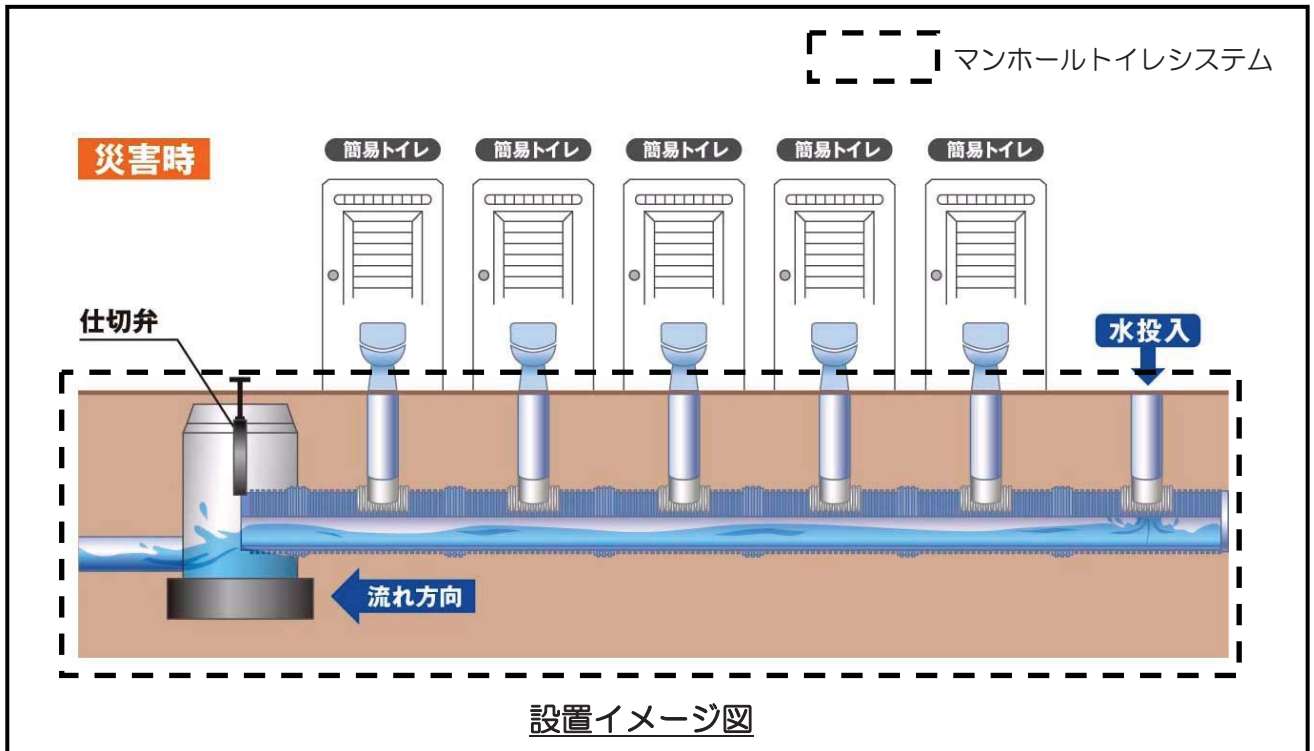 マンホールトイレシステム
災害時
簡易トイレ
簡易トイレ
簡易トイレ
簡易トイレ
簡易トイレ
仕切弁
水投入
流れ方向
設置イメージ図